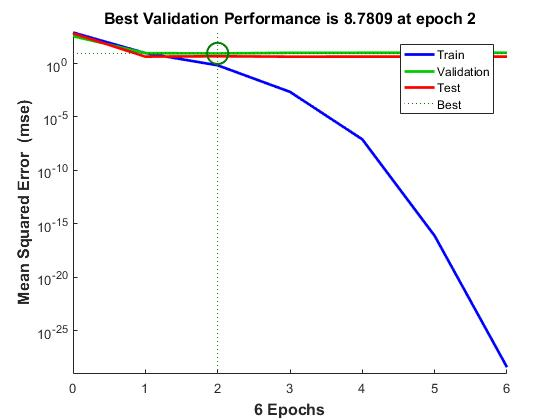 Best Validation Performance is 8.7809 at epoch 2
Mean Squared Error (mse)
10^0
10^-5
10^-10
10^-15
10^-20
10^-25
Train
Validation
Test
Best
0 1 2 3 4 5 6
6 Epochs